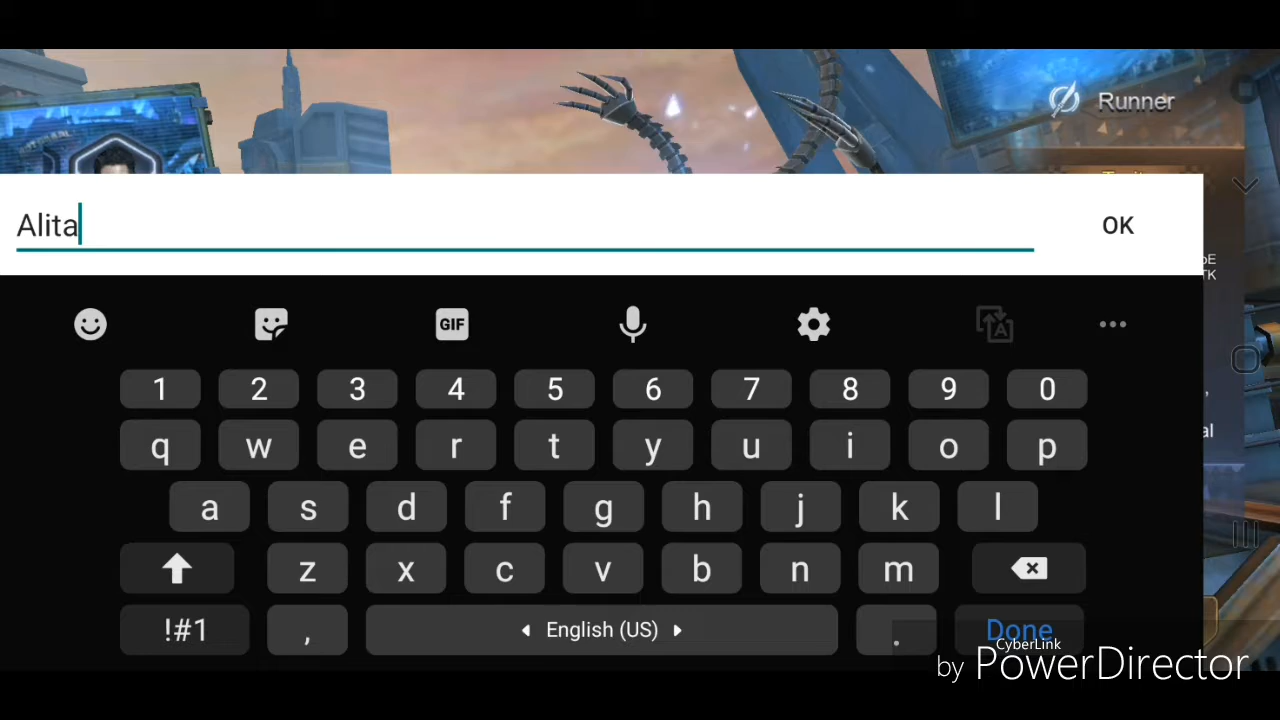 Runner
Alita
OK
GIF
1 2 3 4 5 6 7 8 9 0
q w e r t y u i o p
a s d f g h j k l
z x c v b n m
!#1 , English (US) . Done
CyberLink
by PowerDirector